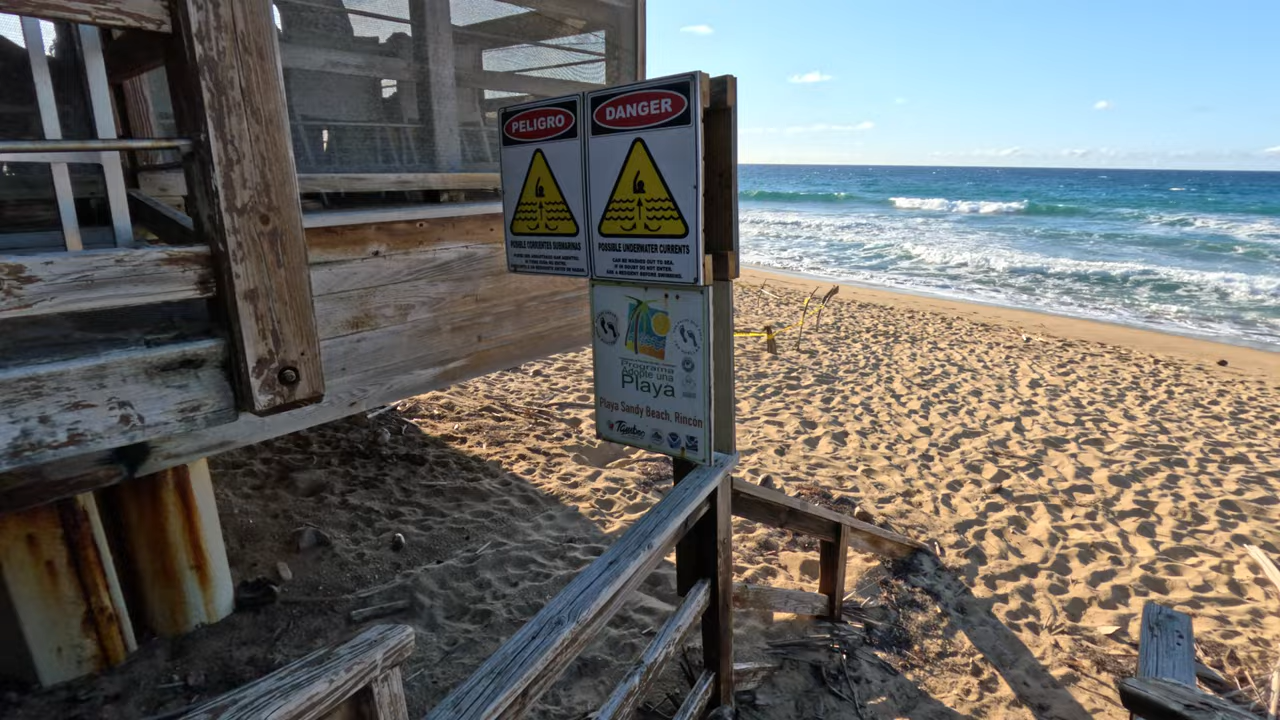 PELIGRO
POSIBLE CORRIENTES SUBMARINAS
DANGER
POSSIBLE UNDERWATER CURRENTS
CAN BE WASHED OUT TO SEA.
IF IN DOUBT DO NOT ENTER.
ASK A RESIDENT BEFORE SWIMMING.
Programa
Adopte una
Playa
Playa Sandy Beach, Rincón